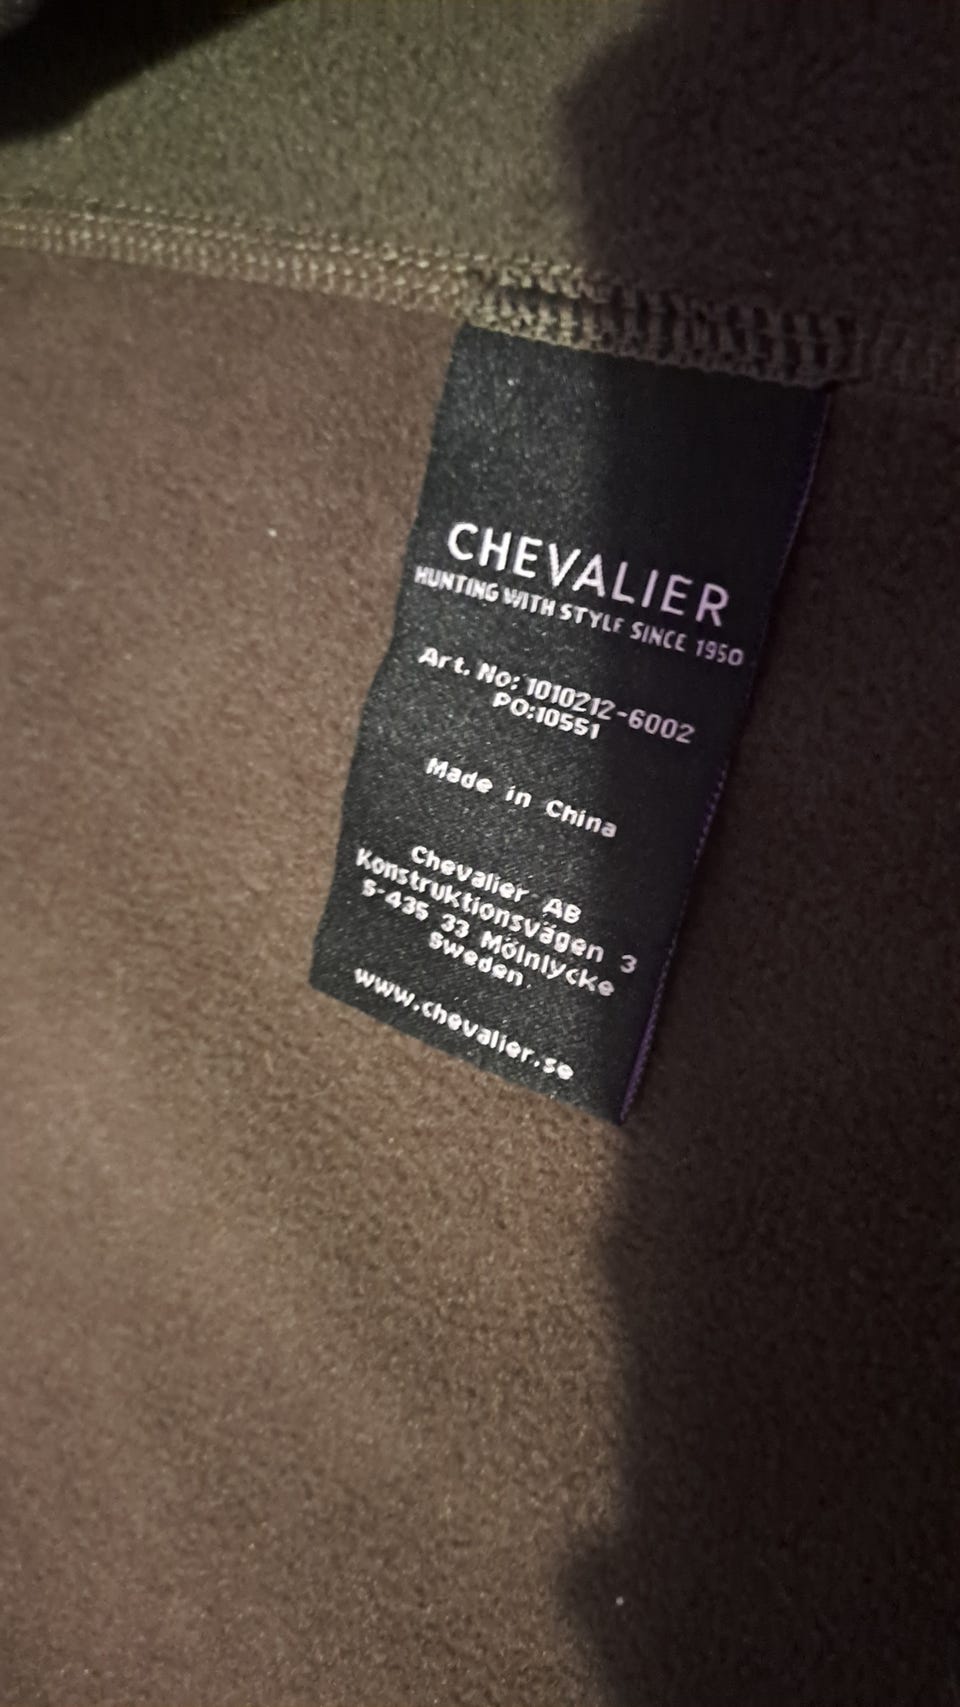 CHEVALIER
HUNTING WITH STYLE SINCE 1950
Art. No: 1010212-6002
PO:10551
Made in China
Chevalier AB
Konstruktionsvägen 3
S-435 33 Mölnlycke
Sweden
www.chevalier.se